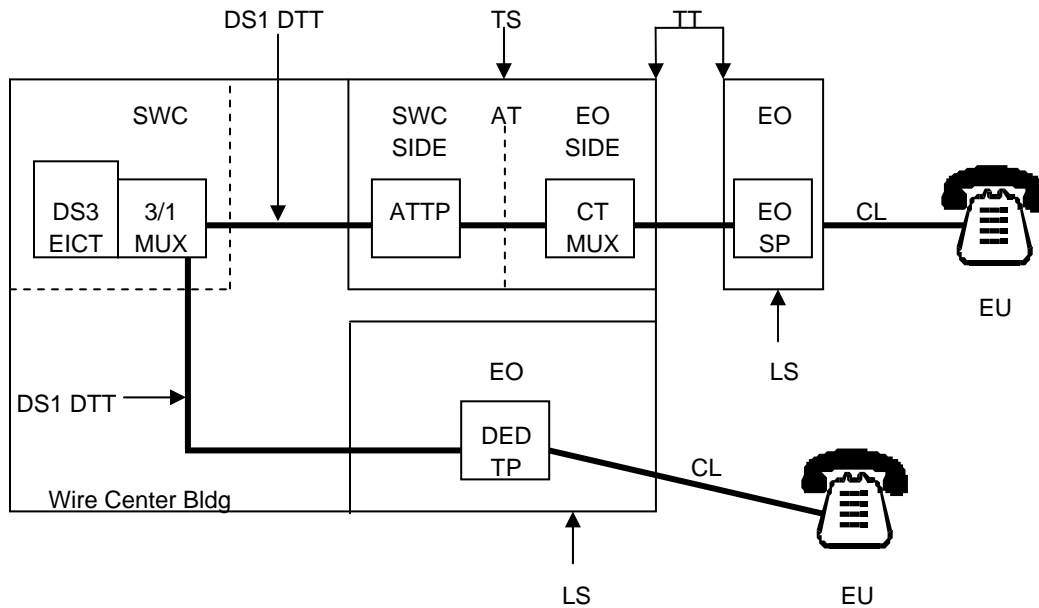 DS1 DTT
TS
TT
SWC
SWC
SIDE
AT
EO
SIDE
EO
DS3
EICT
3/1
MUX
ATTP
CT
MUX
EO
SP
CL
EU
LS
EO
DS1 DTT
DED
TP
CL
Wire Center Bldg
LS
EU